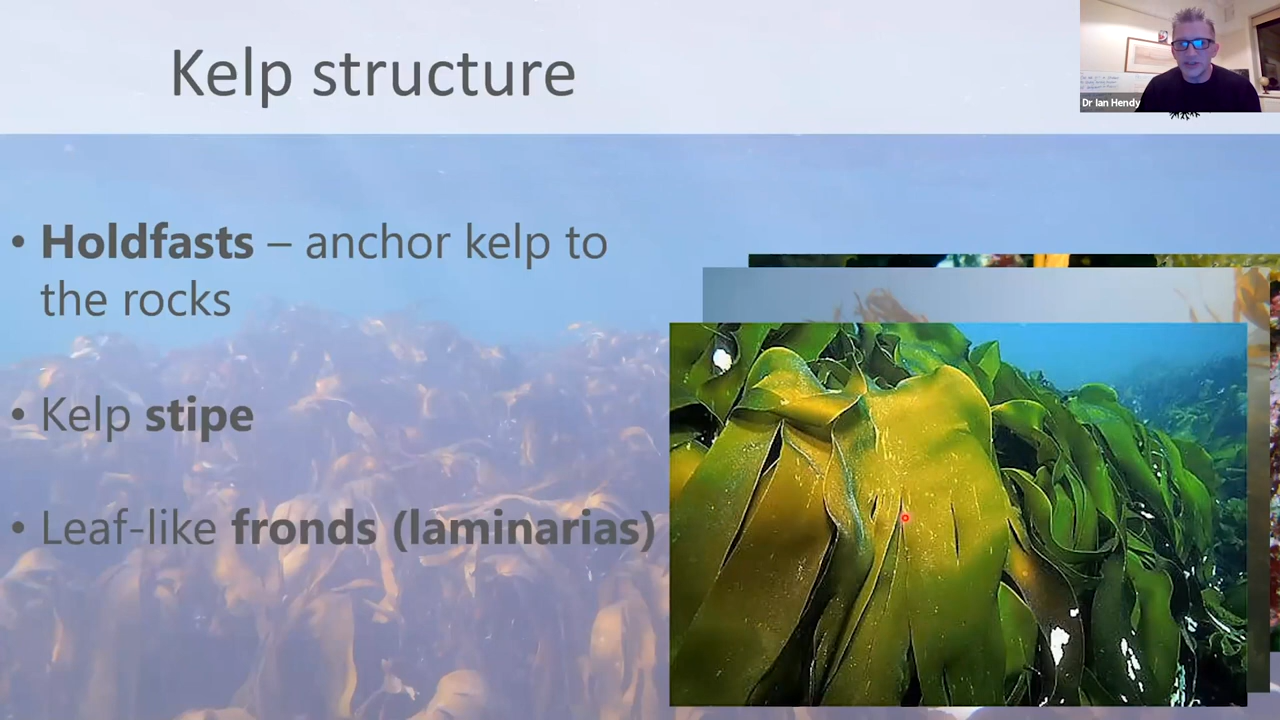 Kelp structure
Dr Ian Hendy
• Holdfasts – anchor kelp to
the rocks
• Kelp stipe
• Leaf-like fronds (laminarias)